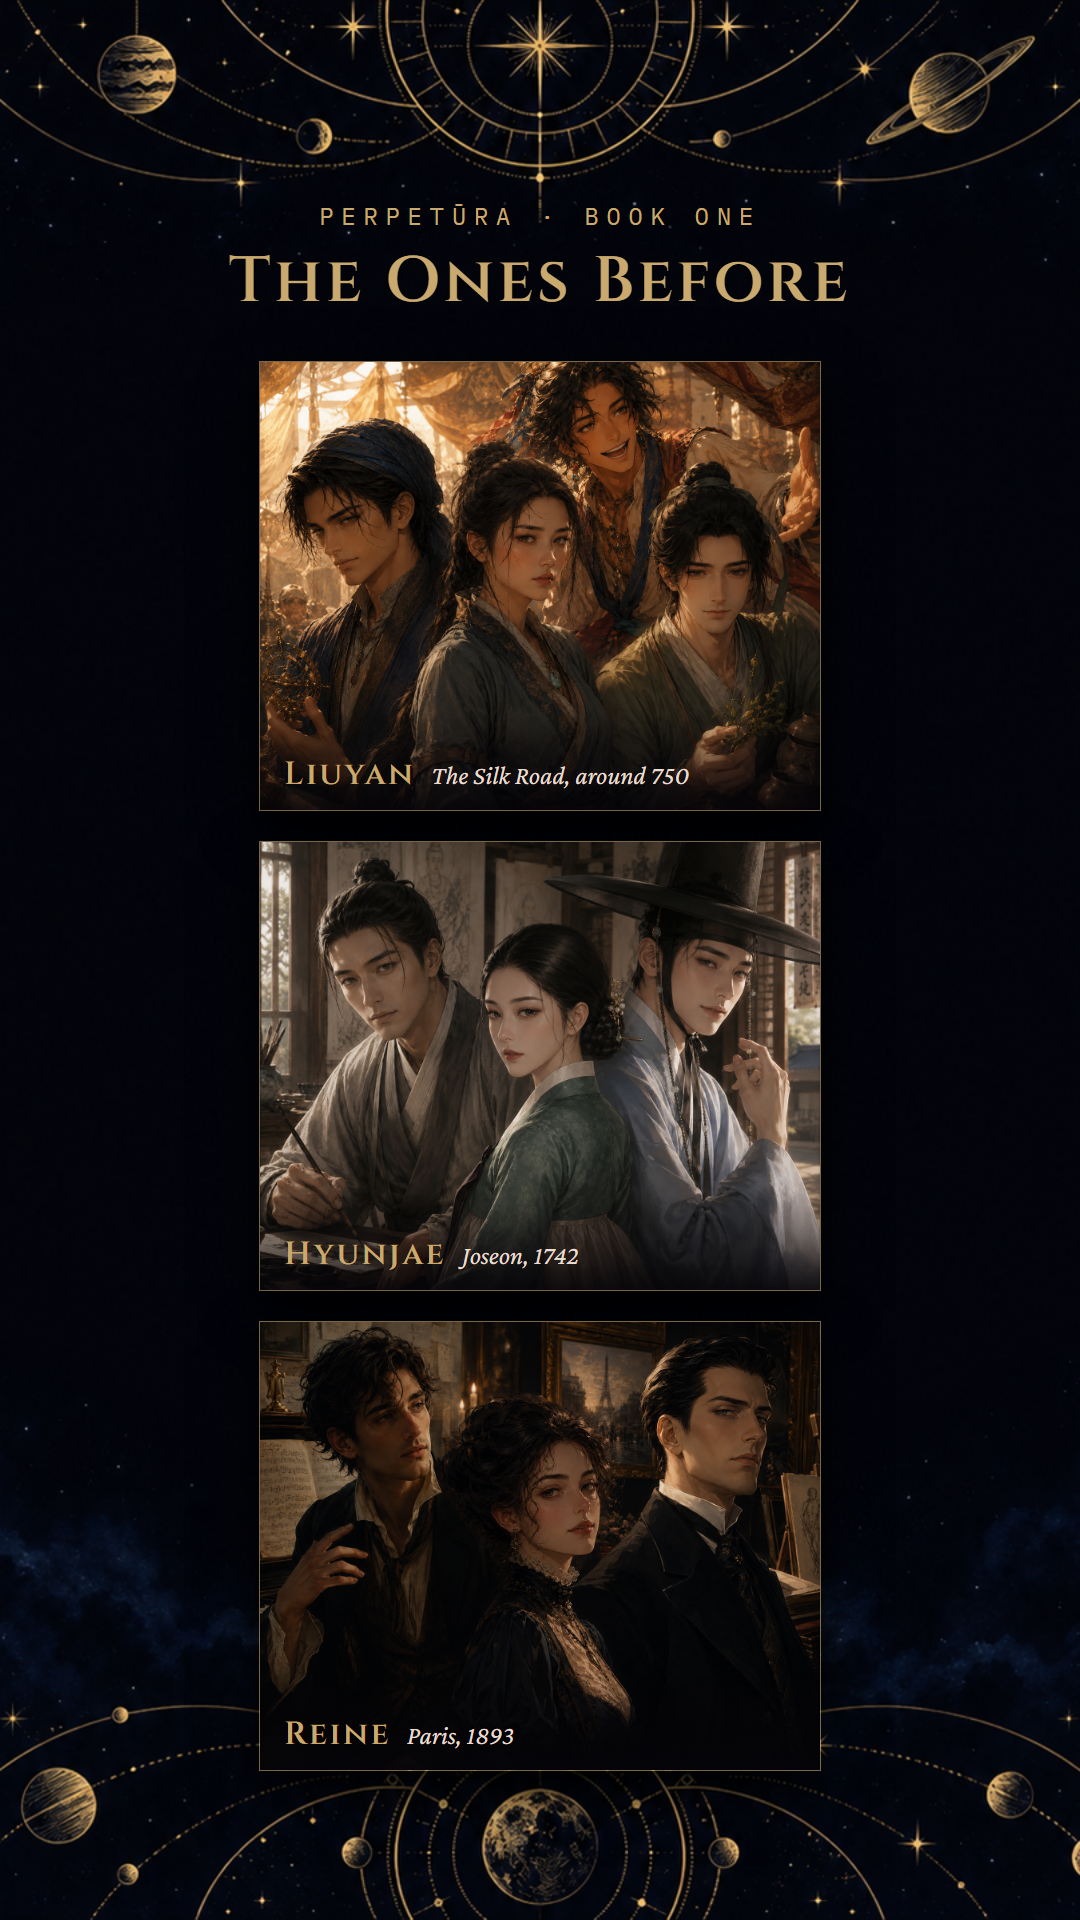 PERPETŪRA · BOOK ONE
The Ones Before
Liuyan The Silk Road, around 750
Hyunjae Joseon, 1742
Reine Paris, 1893